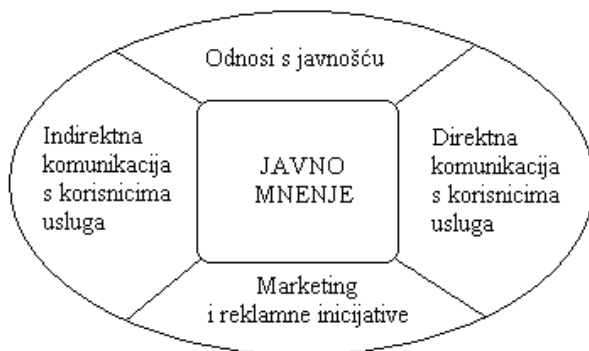 Odnosi s javnošću
Indirektna
komunikacija
s korisnicima
usluga
JAVNO
MNENJE
Direktna
komunikacija
s korisnicima
usluga
Marketing
i reklamne inicijative